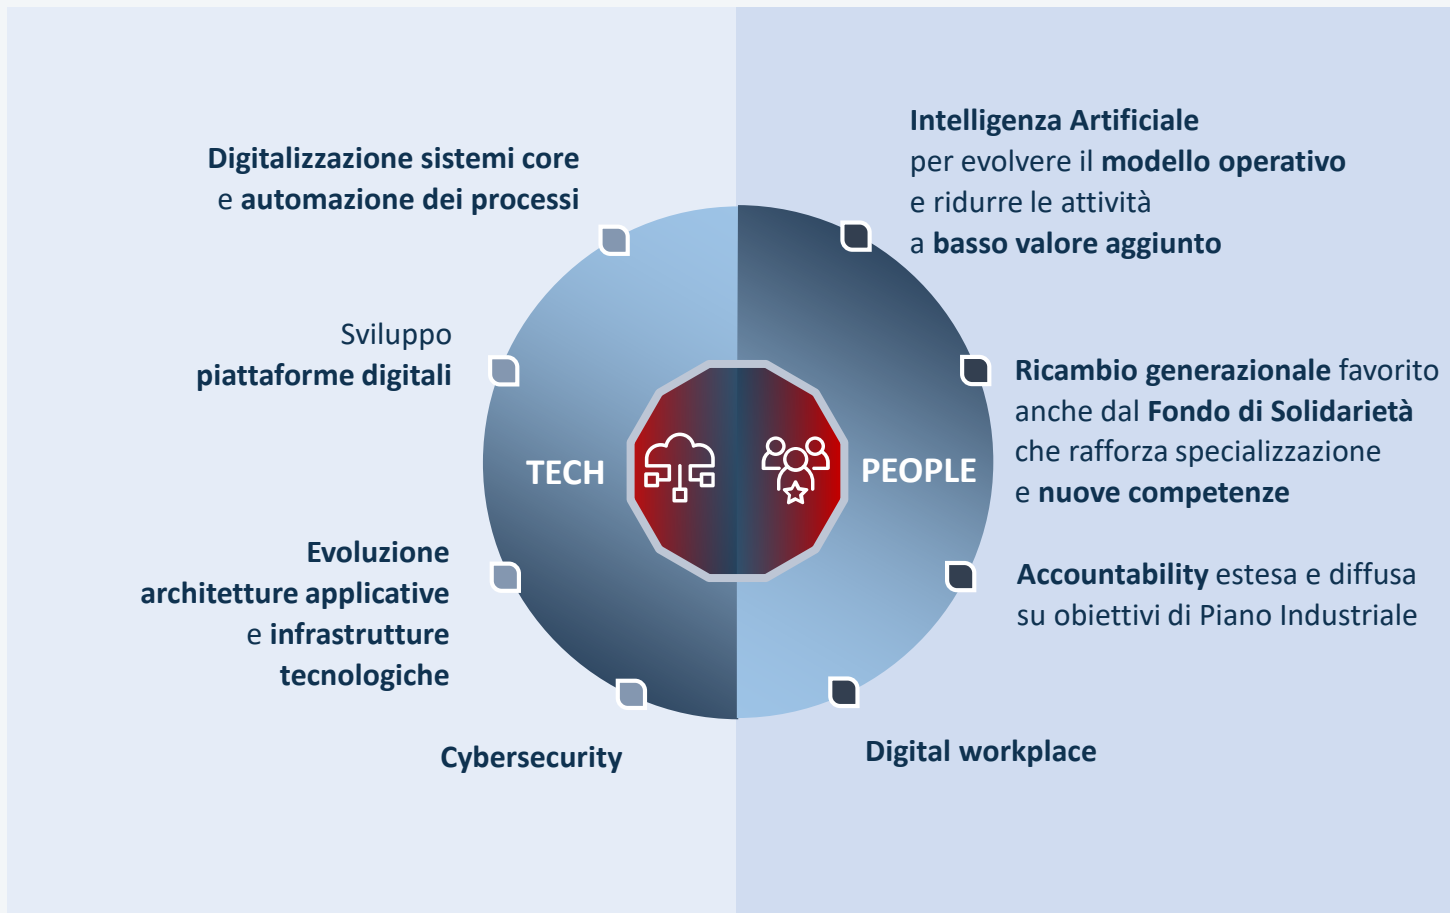 Digitalizzazione sistemi core
e automazione dei processi
Sviluppo
piattaforme digitali
Evoluzione
architetture applicative
e infrastrutture
tecnologiche
Cybersecurity
TECH
PEOPLE
Intelligenza Artificiale
per evolvere il modello operativo
e ridurre le attività
a basso valore aggiunto
Ricambio generazionale favorito
anche dal Fondo di Solidarietà
che rafforza specializzazione
e nuove competenze
Accountability estesa e diffusa
su obiettivi di Piano Industriale
Digital workplace